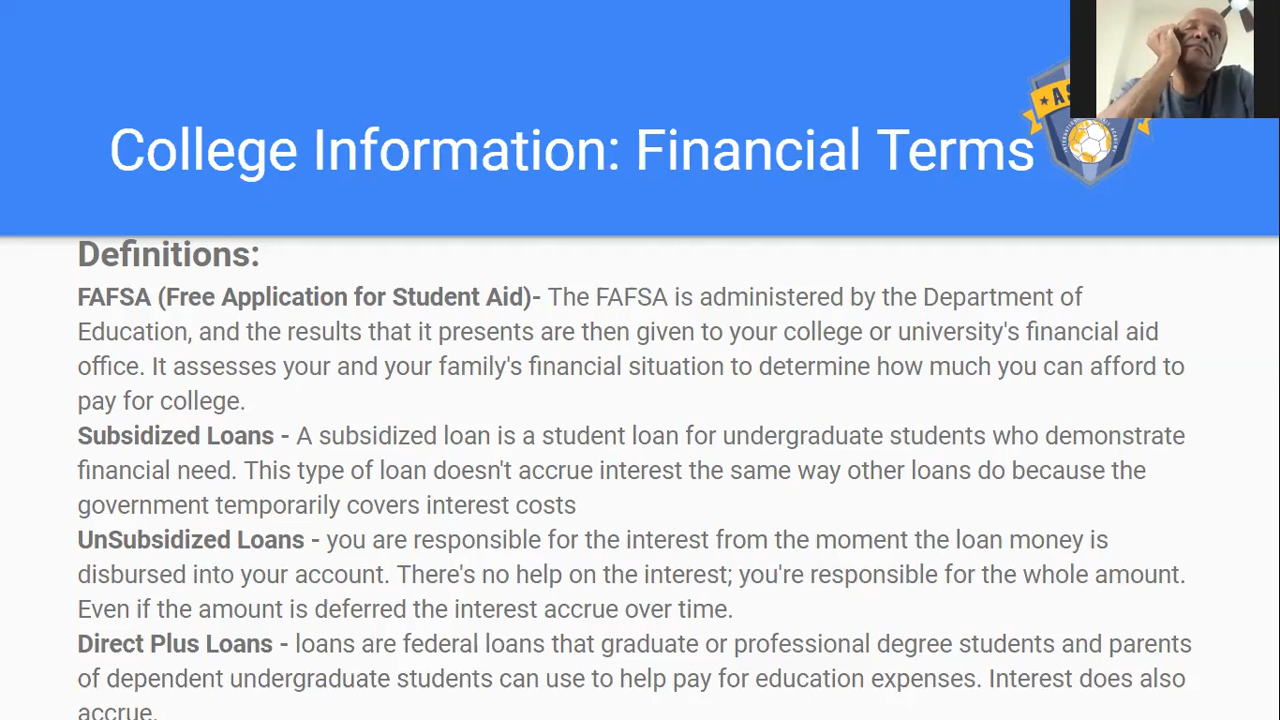 College Information: Financial Terms
Definitions:
FAFSA (Free Application for Student Aid)- The FAFSA is administered by the Department of
Education, and the results that it presents are then given to your college or university's financial aid
office. It assesses your and your family's financial situation to determine how much you can afford to
pay for college.
Subsidized Loans - A subsidized loan is a student loan for undergraduate students who demonstrate
financial need. This type of loan doesn't accrue interest the same way other loans do because the
government temporarily covers interest costs
UnSubsidized Loans - you are responsible for the interest from the moment the loan money is
disbursed into your account. There's no help on the interest; you're responsible for the whole amount.
Even if the amount is deferred the interest accrue over time.
Direct Plus Loans - loans are federal loans that graduate or professional degree students and parents
of dependent undergraduate students can use to help pay for education expenses. Interest does also
accrue.